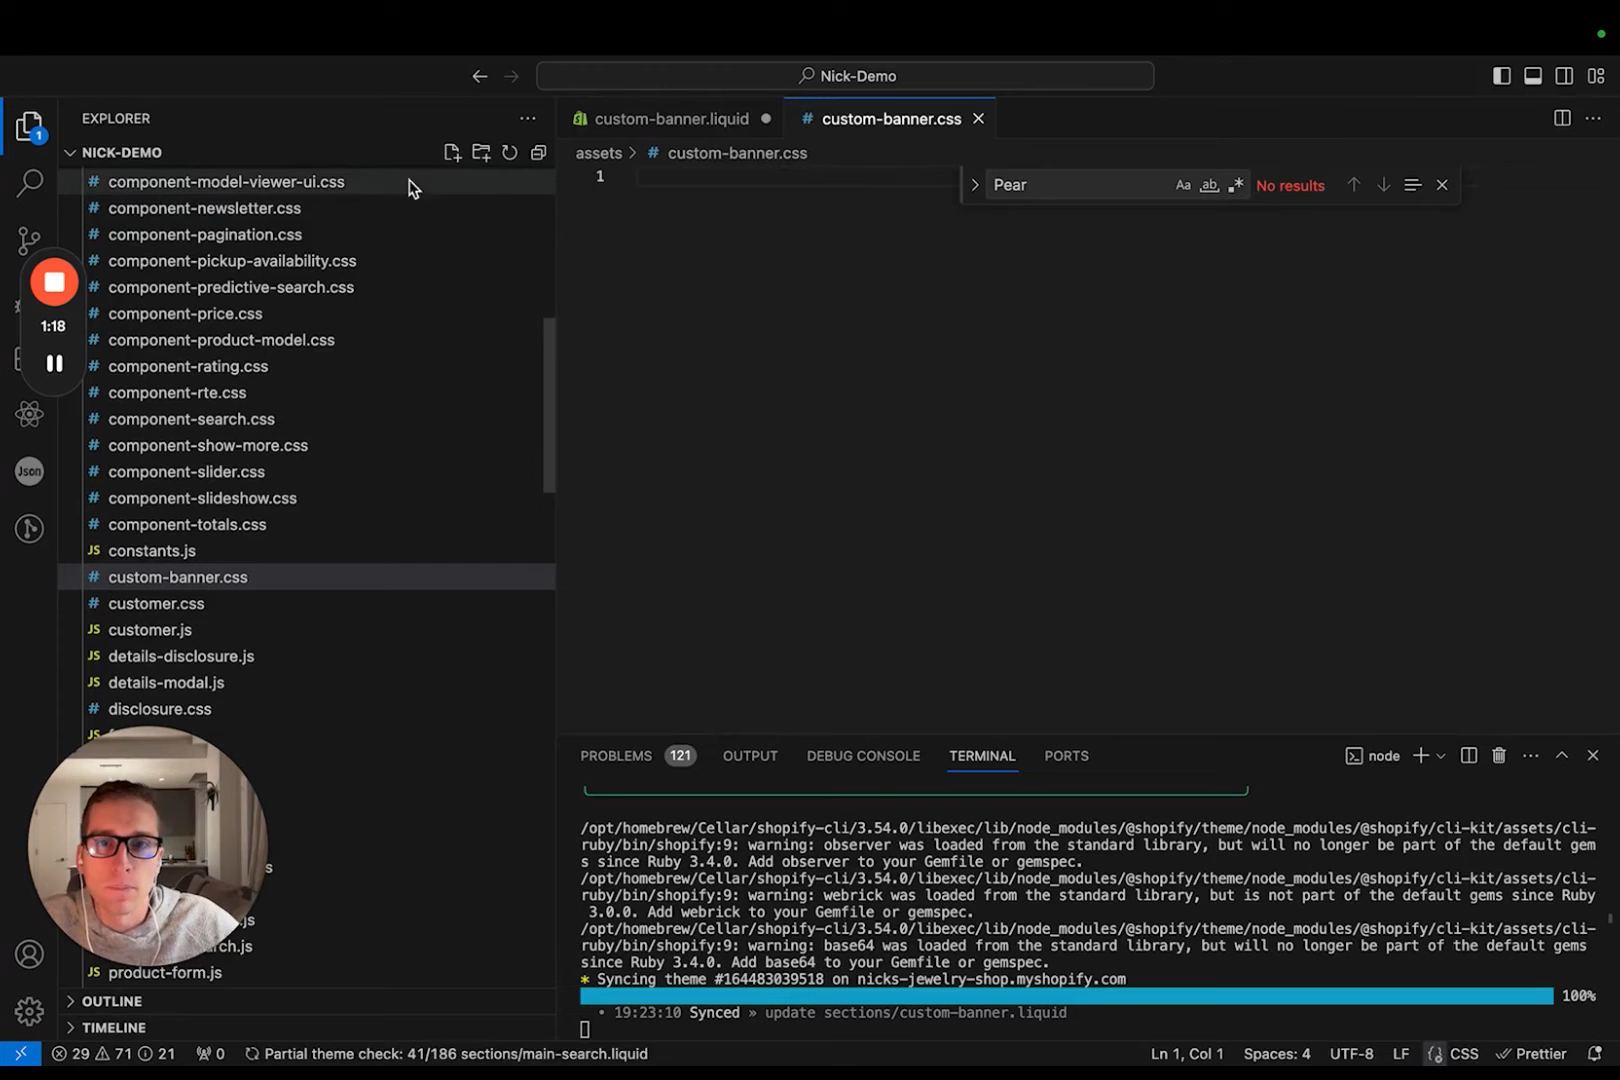 Nick-Demo
EXPLORER
NICK-DEMO
component-model-viewer-ui.css
component-newsletter.css
component-pagination.css
component-pickup-availability.css
component-predictive-search.css
component-price.css
component-product-model.css
component-rating.css
component-rte.css
component-search.css
component-show-more.css
component-slider.css
component-slideshow.css
component-totals.css
JS constants.js
custom-banner.css
customer.css
JS customer.js
JS details-disclosure.js
JS details-modal.js
disclosure.css
JS
product-form.js
OUTLINE
TIMELINE
1
1:18
Json
custom-banner.liquid
# custom-banner.css
assets > # custom-banner.css
1
Pear Aa ab No results
PROBLEMS 121 OUTPUT DEBUG CONSOLE TERMINAL PORTS node
/opt/homebrew/Cellar/shopify-cli/3.54.0/libexec/lib/node_modules/@shopify/theme/node_modules/@shopify/cli-kit/assets/cli-
ruby/bin/shopify:9: warning: observer was loaded from the standard library, but will no longer be part of the default gem
s since Ruby 3.4.0. Add observer to your Gemfile or gemspec.
/opt/homebrew/Cellar/shopify-cli/3.54.0/libexec/lib/node_modules/@shopify/theme/node_modules/@shopify/cli-kit/assets/cli-
ruby/bin/shopify:9: warning: webrick was loaded from the standard library, but is not part of the default gems since Ruby
3.0.0. Add webrick to your Gemfile or gemspec.
/opt/homebrew/Cellar/shopify-cli/3.54.0/libexec/lib/node_modules/@shopify/theme/node_modules/@shopify/cli-kit/assets/cli-
ruby/bin/shopify:9: warning: base64 was loaded from the standard library, but will no longer be part of the default gems
since Ruby 3.4.0. Add base64 to your Gemfile or gemspec.
* Syncing theme #164483039518 on nicks-jewelry-shop.myshopify.com
100%
• 19:23:10 Synced » update sections/custom-banner.liquid
29 71 21 0 Partial theme check: 41/186 sections/main-search.liquid Ln 1, Col 1 Spaces: 4 UTF-8 LF CSS Prettier